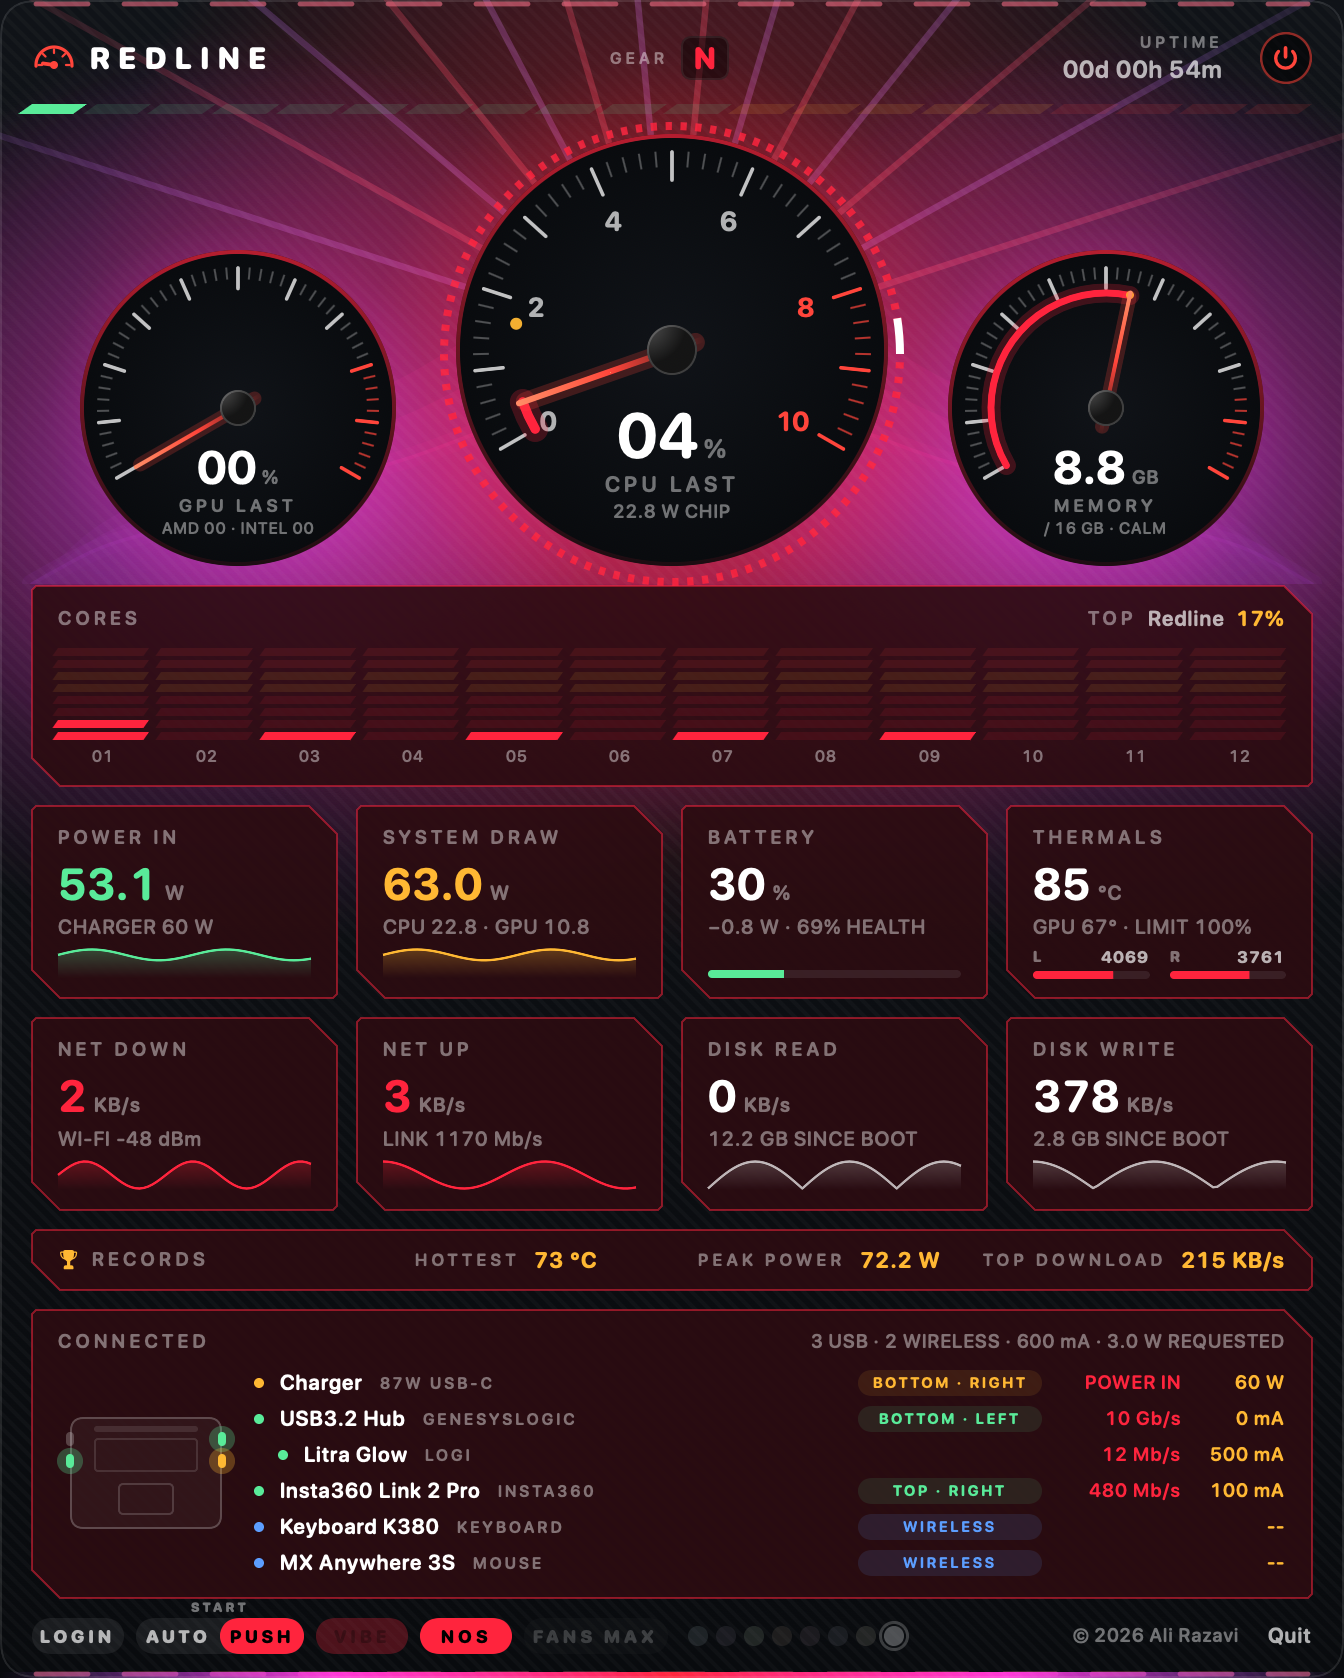 REDLINE
GEAR N
UPTIME
00d 00h 54m
4 6
2 8
0 10
00 %
GPU LAST
AMD 00 · INTEL 00
04 %
CPU LAST
22.8 W CHIP
8.8 GB
MEMORY
/ 16 GB · CALM
CORES TOP Redline 17%
01 02 03 04 05 06 07 08 09 10 11 12
POWER IN
53.1 W
CHARGER 60 W
SYSTEM DRAW
63.0 W
CPU 22.8 · GPU 10.8
BATTERY
30 %
−0.8 W · 69% HEALTH
THERMALS
85 °C
GPU 67° · LIMIT 100%
L 4069 R 3761
NET DOWN
2 KB/s
WI-FI -48 dBm
NET UP
3 KB/s
LINK 1170 Mb/s
DISK READ
0 KB/s
12.2 GB SINCE BOOT
DISK WRITE
378 KB/s
2.8 GB SINCE BOOT
RECORDS HOTTEST 73 °C PEAK POWER 72.2 W TOP DOWNLOAD 215 KB/s
CONNECTED 3 USB · 2 WIRELESS · 600 mA · 3.0 W REQUESTED
Charger 87W USB-C BOTTOM · RIGHT POWER IN 60 W
USB3.2 Hub GENESYSLOGIC BOTTOM · LEFT 10 Gb/s 0 mA
Litra Glow LOGI 12 Mb/s 500 mA
Insta360 Link 2 Pro INSTA360 TOP · RIGHT 480 Mb/s 100 mA
Keyboard K380 KEYBOARD WIRELESS --
MX Anywhere 3S MOUSE WIRELESS --
START
LOGIN AUTO PUSH VIBE NOS FANS MAX © 2026 Ali Razavi Quit